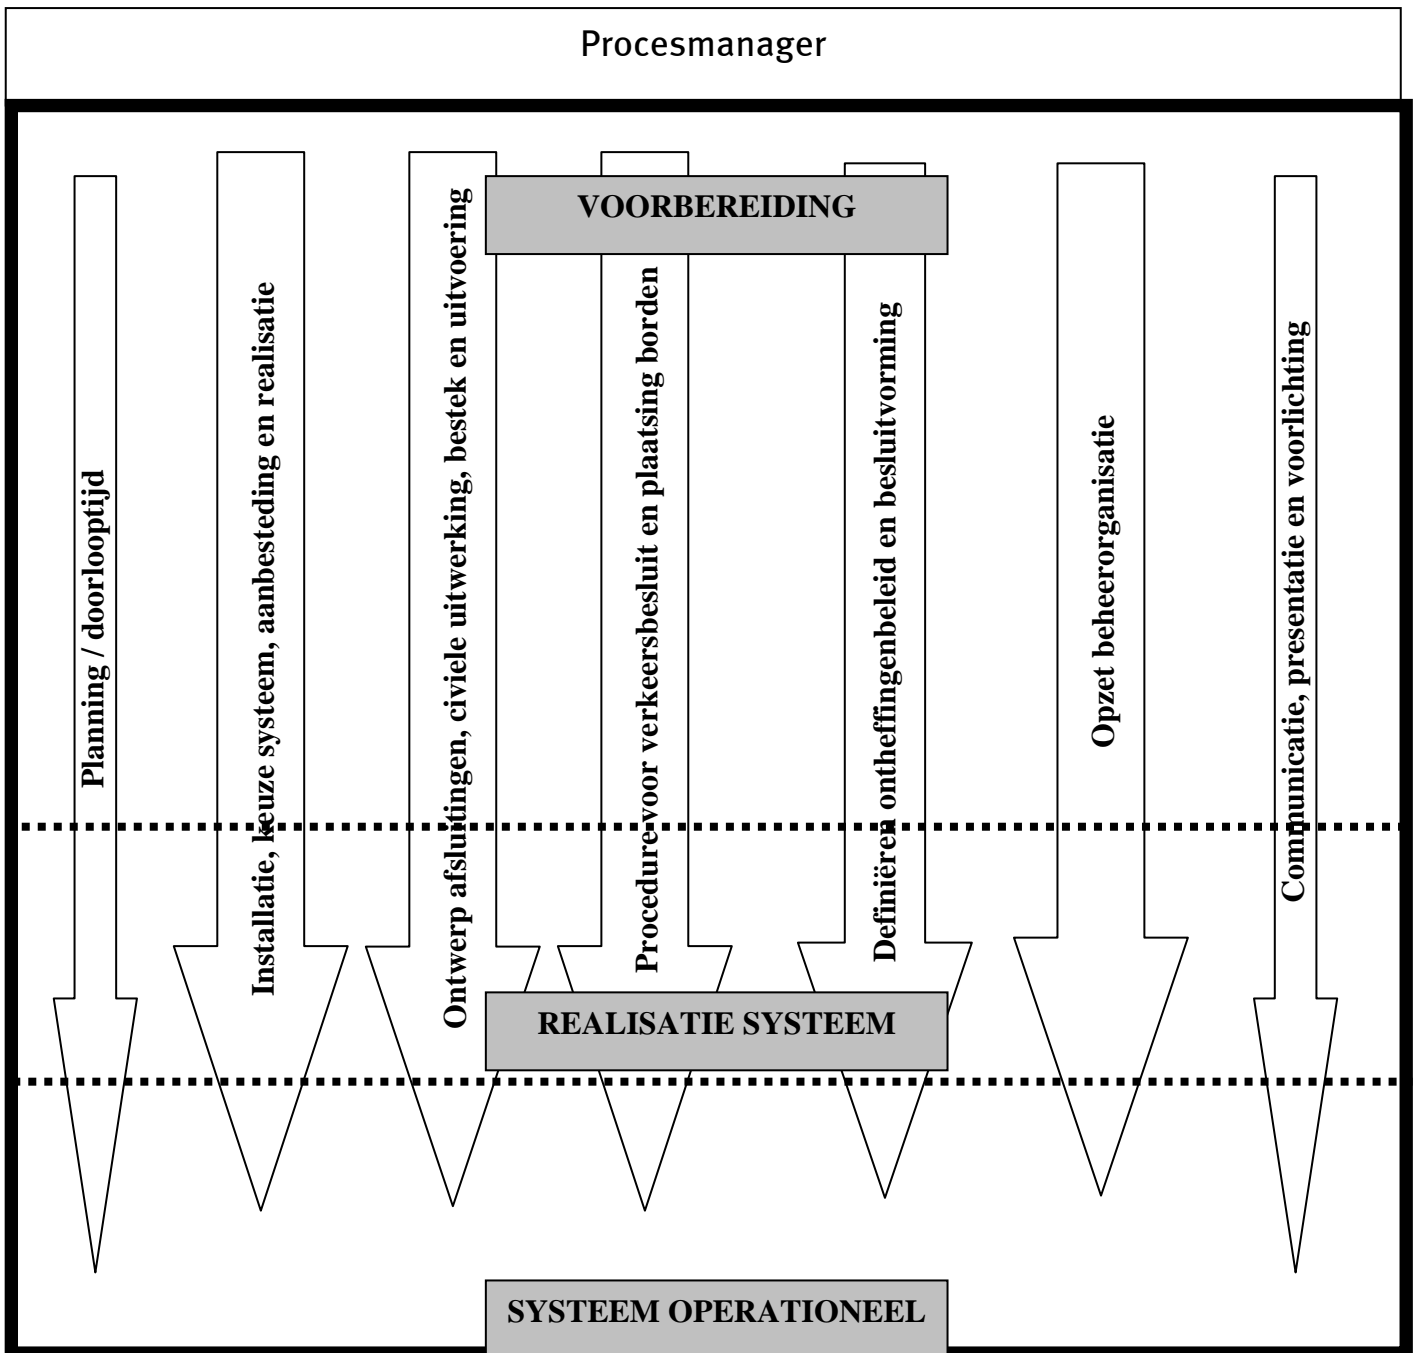 Procesmanager
VOORBEREIDING
Planning / doorlooptijd
Installatie, keuze systeem, aanbesteding en realisatie
Ontwerp afsluitingen, civiele uitwerking, bestek en uitvoering
Procedure voor verkeersbesluit en plaatsing borden
Definiëren ontheffingenbeleid en besluitvorming
Opzet beheerorganisatie
Communicatie, presentatie en voorlichting
REALISATIE SYSTEEM
SYSTEEM OPERATIONEEL